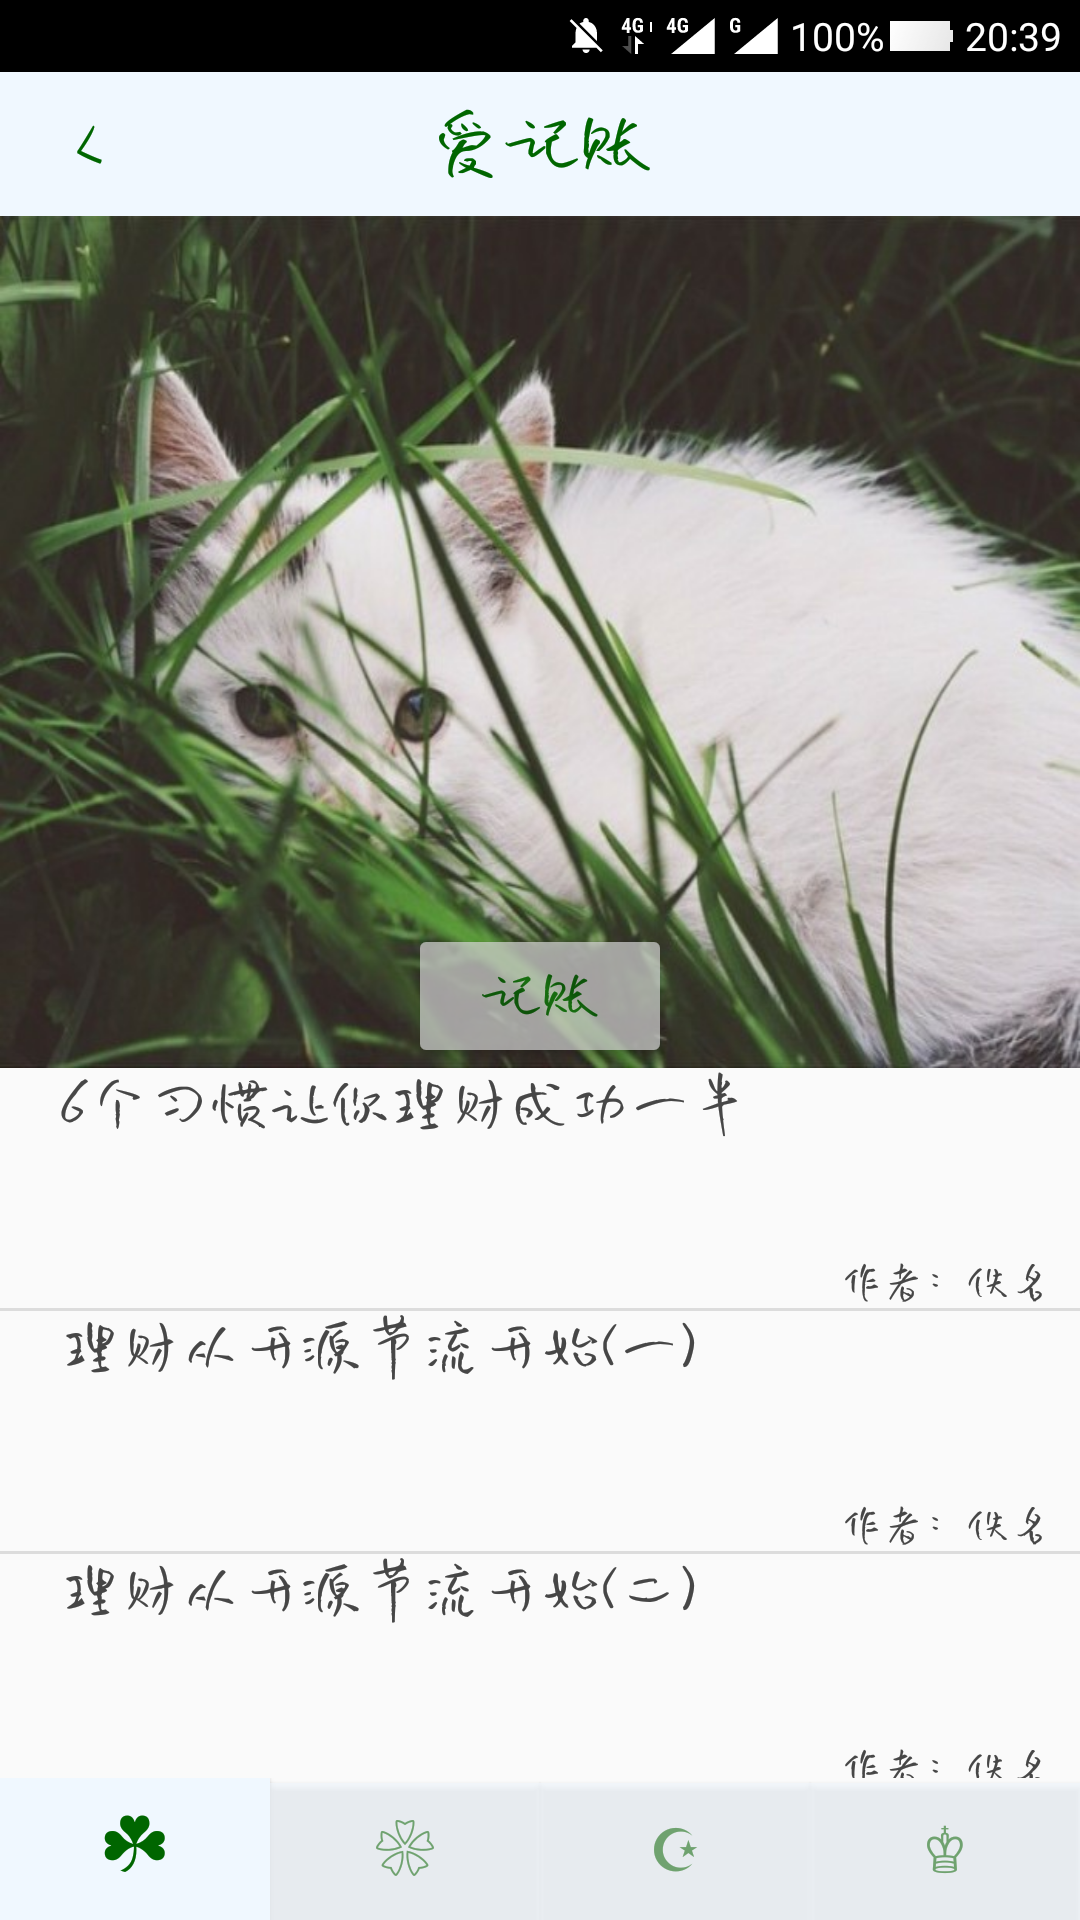 4G 4G G 100% 20:39
爱记账
记账
6个习惯让你理财成功一半
作者：佚名
理财从开源节流开始(一)
作者：佚名
理财从开源节流开始(二)
作者：佚名